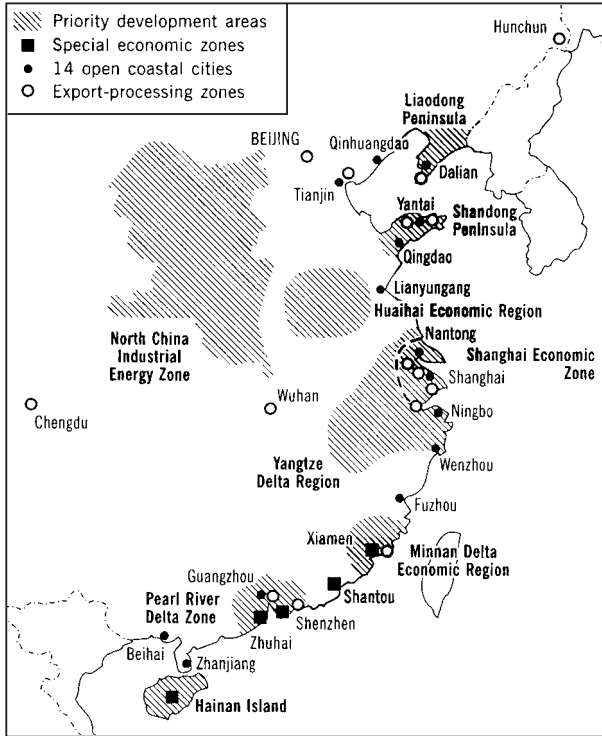 Priority development areas
Special economic zones
14 open coastal cities
Export-processing zones
Hunchun
Liaodong
Peninsula
BEIJING
Qinhuangdao
Tianjin
Dalian
Yantai
Shandong
Peninsula
Qingdao
Lianyungang
Huaihai Economic Region
North China
Industrial
Energy Zone
Nantong
Shanghai Economic
Zone
Shanghai
Chengdu
Wuhan
Ningbo
Yangtze
Delta Region
Wenzhou
Fuzhou
Xiamen
Minnan Delta
Economic Region
Guangzhou
Shantou
Pearl River
Delta Zone
Shenzhen
Zhuhai
Beihai
Zhanjiang
Hainan Island